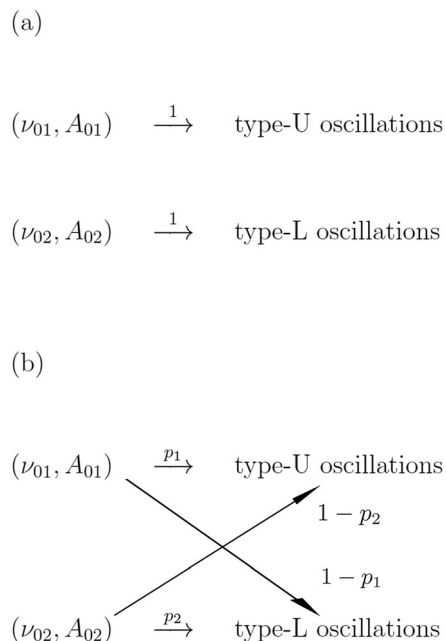 (a)
(ν₀₁, A₀₁) →¹ type-U oscillations
(ν₀₂, A₀₂) →¹ type-L oscillations
(b)
(ν₀₁, A₀₁) →ᵖ¹ type-U oscillations
1 − p₂
1 − p₁
(ν₀₂, A₀₂) →ᵖ² type-L oscillations